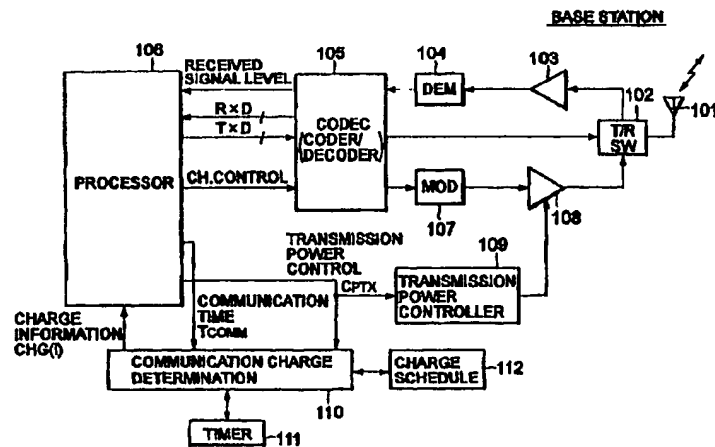 BASE STATION
106
RECEIVED
SIGNAL LEVEL
105
104
103
102
101
R×D
T×D
PROCESSOR
CH.CONTROL
CODEC
(CODER/
DECODER)
DEM
T/R
SW
MOD
107
108
TRANSMISSION
POWER
CONTROL
CPTX
109
TRANSMISSION
POWER
CONTROLLER
COMMUNICATION
TIME
TCOMM
CHARGE
INFORMATION
CHG(I)
COMMUNICATION CHARGE
DETERMINATION
110
CHARGE
SCHEDULE
112
TIMER
111